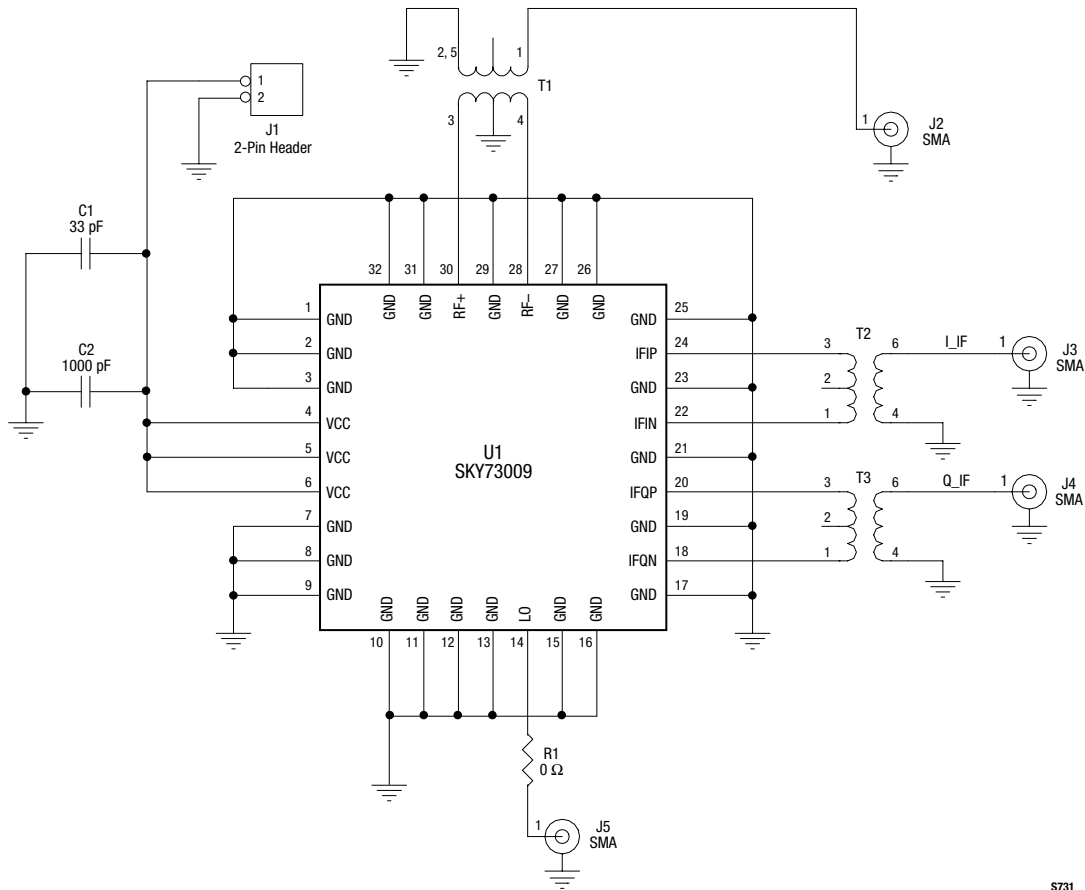 2, 5
1
T1
3
4
1
2
J1
2-Pin Header
1
J2
SMA
C1
33 pF
C2
1000 pF
32
31
30
29
28
27
26
GND
GND
RF+
GND
RF–
GND
GND
1
GND
2
GND
3
GND
4
VCC
5
VCC
6
VCC
7
GND
8
GND
9
GND
U1
SKY73009
GND
25
IFIP
24
GND
23
IFIN
22
GND
21
IFQP
20
GND
19
IFQN
18
GND
17
GND
GND
GND
GND
LO
GND
GND
10
11
12
13
14
15
16
T2
3
2
1
6
4
I_IF
1
J3
SMA
T3
3
2
1
6
4
Q_IF
1
J4
SMA
R1
0 Ω
1
J5
SMA
S731